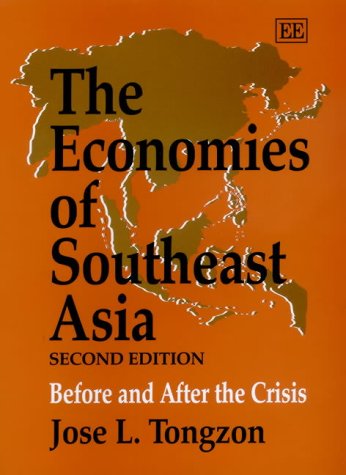 EE
The
Economies
of
Southeast
Asia
SECOND EDITION
Before and After the Crisis
Jose L. Tongzon